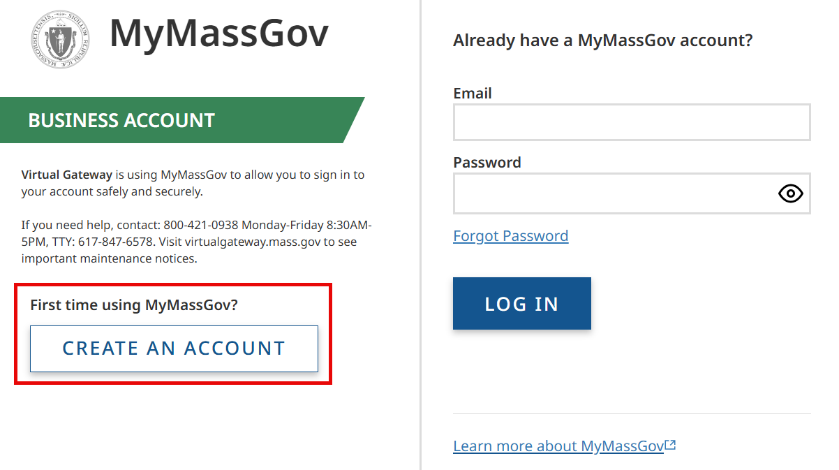 MyMassGov
BUSINESS ACCOUNT
Virtual Gateway is using MyMassGov to allow you to sign in to
your account safely and securely.
If you need help, contact: 800-421-0938 Monday-Friday 8:30AM-
5PM, TTY: 617-847-6578. Visit virtualgateway.mass.gov to see
important maintenance notices.
First time using MyMassGov?
CREATE AN ACCOUNT
Already have a MyMassGov account?
Email
Password
Forgot Password
LOG IN
Learn more about MyMassGov